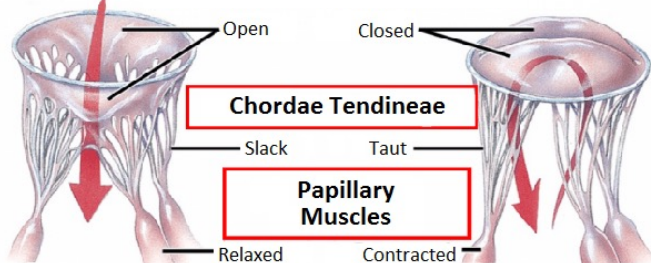 Open
Closed
Chordae Tendineae
Slack
Taut
Papillary
Muscles
Relaxed
Contracted